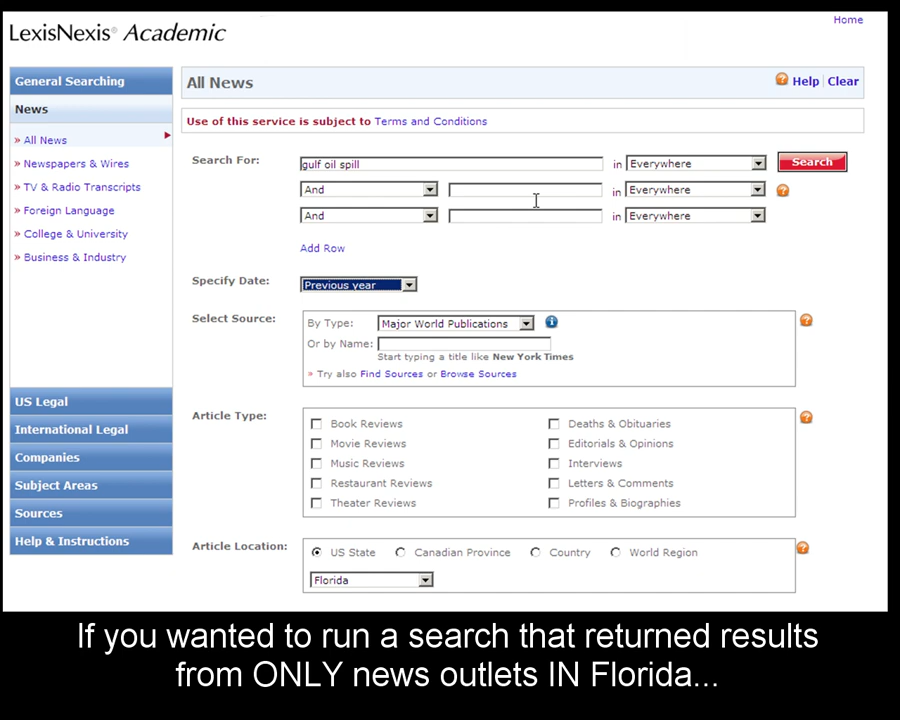 LexisNexis® Academic
Home
General Searching
News
» All News
» Newspapers & Wires
» TV & Radio Transcripts
» Foreign Language
» College & University
» Business & Industry
US Legal
International Legal
Companies
Subject Areas
Sources
Help & Instructions
All News
? Help | Clear
Use of this service is subject to Terms and Conditions
Search For: gulf oil spill in Everywhere Search
And in Everywhere ?
And in Everywhere
Add Row
Specify Date: Previous year
Select Source: By Type: Major World Publications i ?
Or by Name:
Start typing a title like New York Times
» Try also Find Sources or Browse Sources
Article Type: ?
Book Reviews Deaths & Obituaries
Movie Reviews Editorials & Opinions
Music Reviews Interviews
Restaurant Reviews Letters & Comments
Theater Reviews Profiles & Biographies
Article Location: US State Canadian Province Country World Region ?
Florida
If you wanted to run a search that returned results
from ONLY news outlets IN Florida...